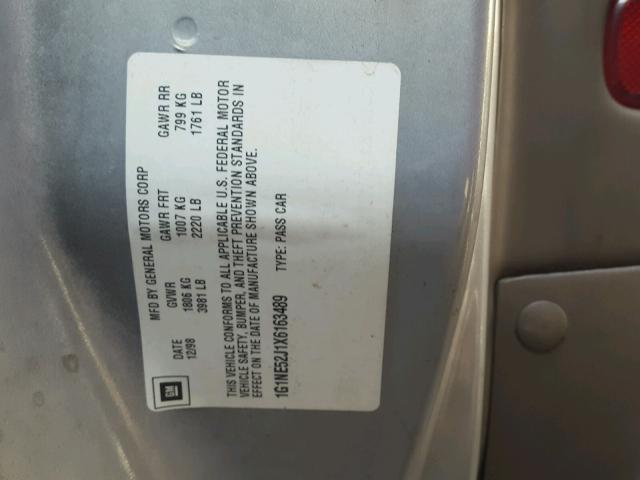 GM
MFD BY GENERAL MOTORS CORP
DATE GVWR GAWR FRT GAWR RR
12/98 1806 KG 1007 KG 799 KG
3981 LB 2220 LB 1761 LB
THIS VEHICLE CONFORMS TO ALL APPLICABLE U.S. FEDERAL MOTOR
VEHICLE SAFETY, BUMPER, AND THEFT PREVENTION STANDARDS IN
EFFECT ON THE DATE OF MANUFACTURE SHOWN ABOVE.
1G1NE52J1X6163489 TYPE: PASS CAR